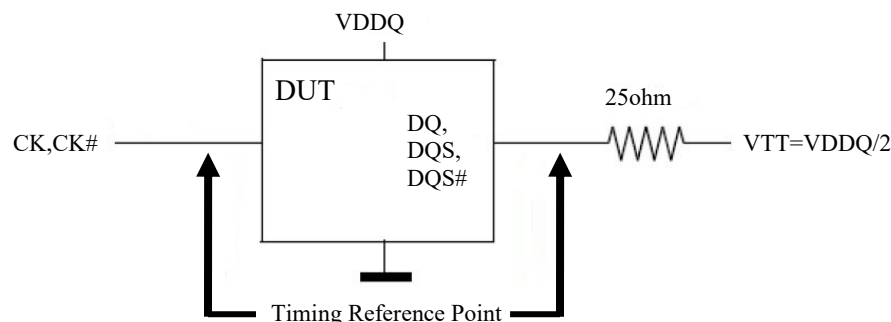 VDDQ
DUT
25ohm
CK,CK#
DQ,
DQS,
DQS#
VTT=VDDQ/2
Timing Reference Point